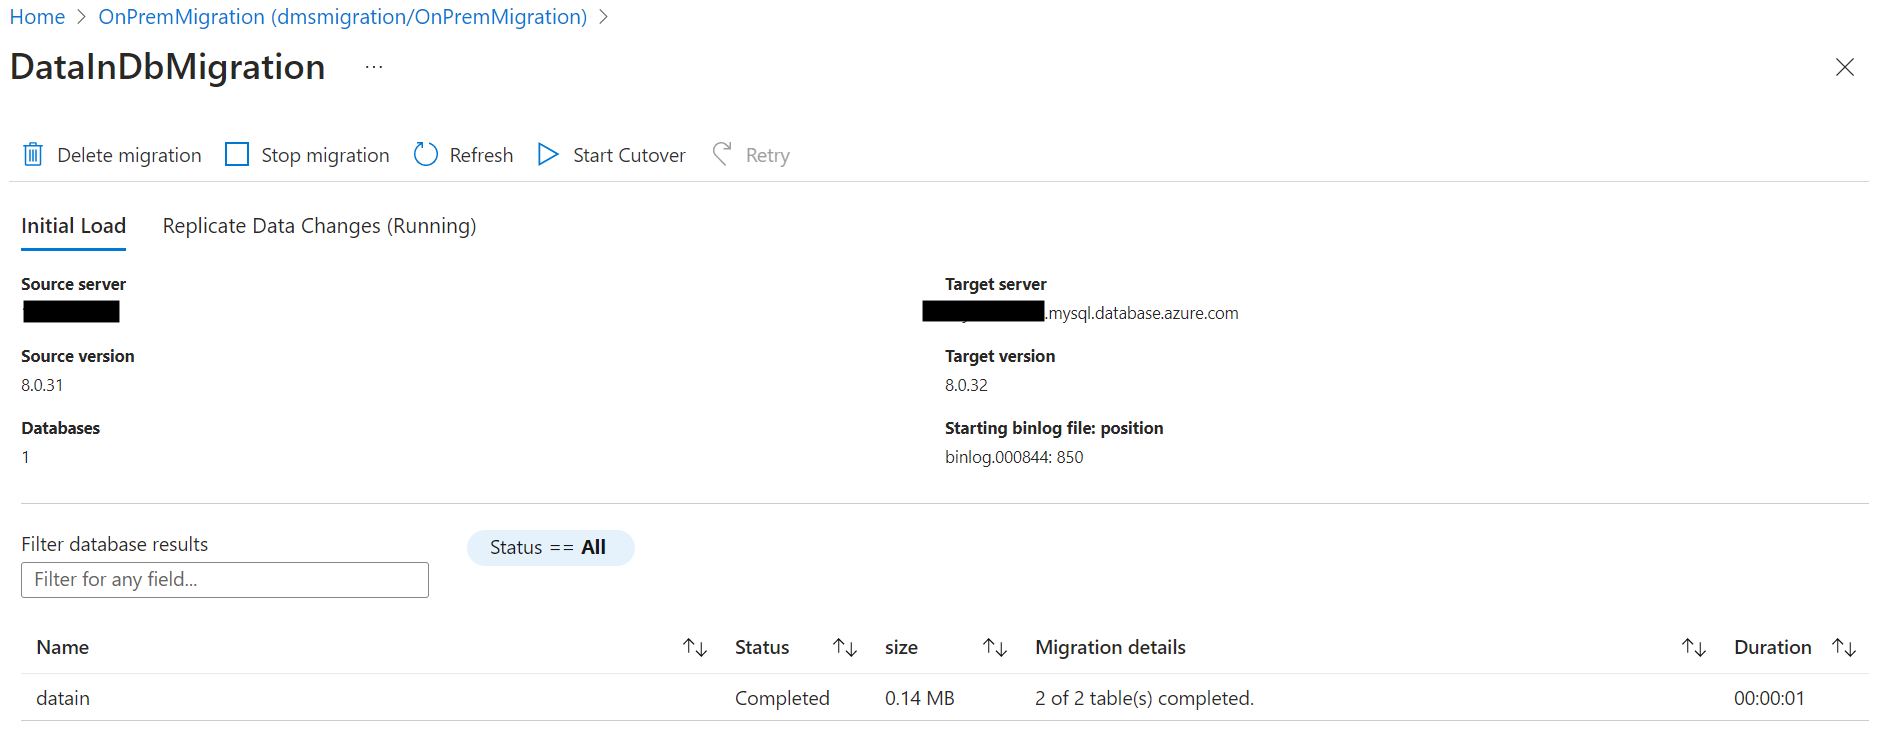 Home > OnPremMigration (dmsmigration/OnPremMigration) >
DataInDbMigration ...
Delete migration Stop migration Refresh Start Cutover Retry
Initial Load Replicate Data Changes (Running)
Source server Target server
.mysql.database.azure.com
Source version Target version
8.0.31 8.0.32
Databases Starting binlog file: position
1 binlog.000844: 850
Filter database results Status == All
Filter for any field...
Name Status size Migration details Duration
datain Completed 0.14 MB 2 of 2 table(s) completed. 00:00:01